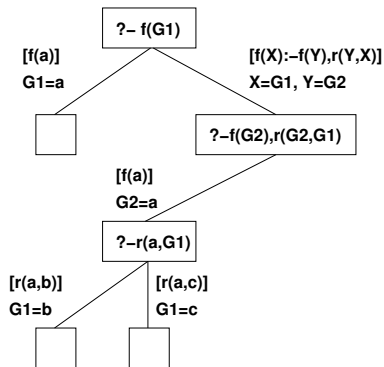 ?− f(G1)
[f(a)]
G1=a
[f(X):−f(Y),r(Y,X)]
X=G1, Y=G2
?−f(G2),r(G2,G1)
[f(a)]
G2=a
?−r(a,G1)
[r(a,b)]
G1=b
[r(a,c)]
G1=c